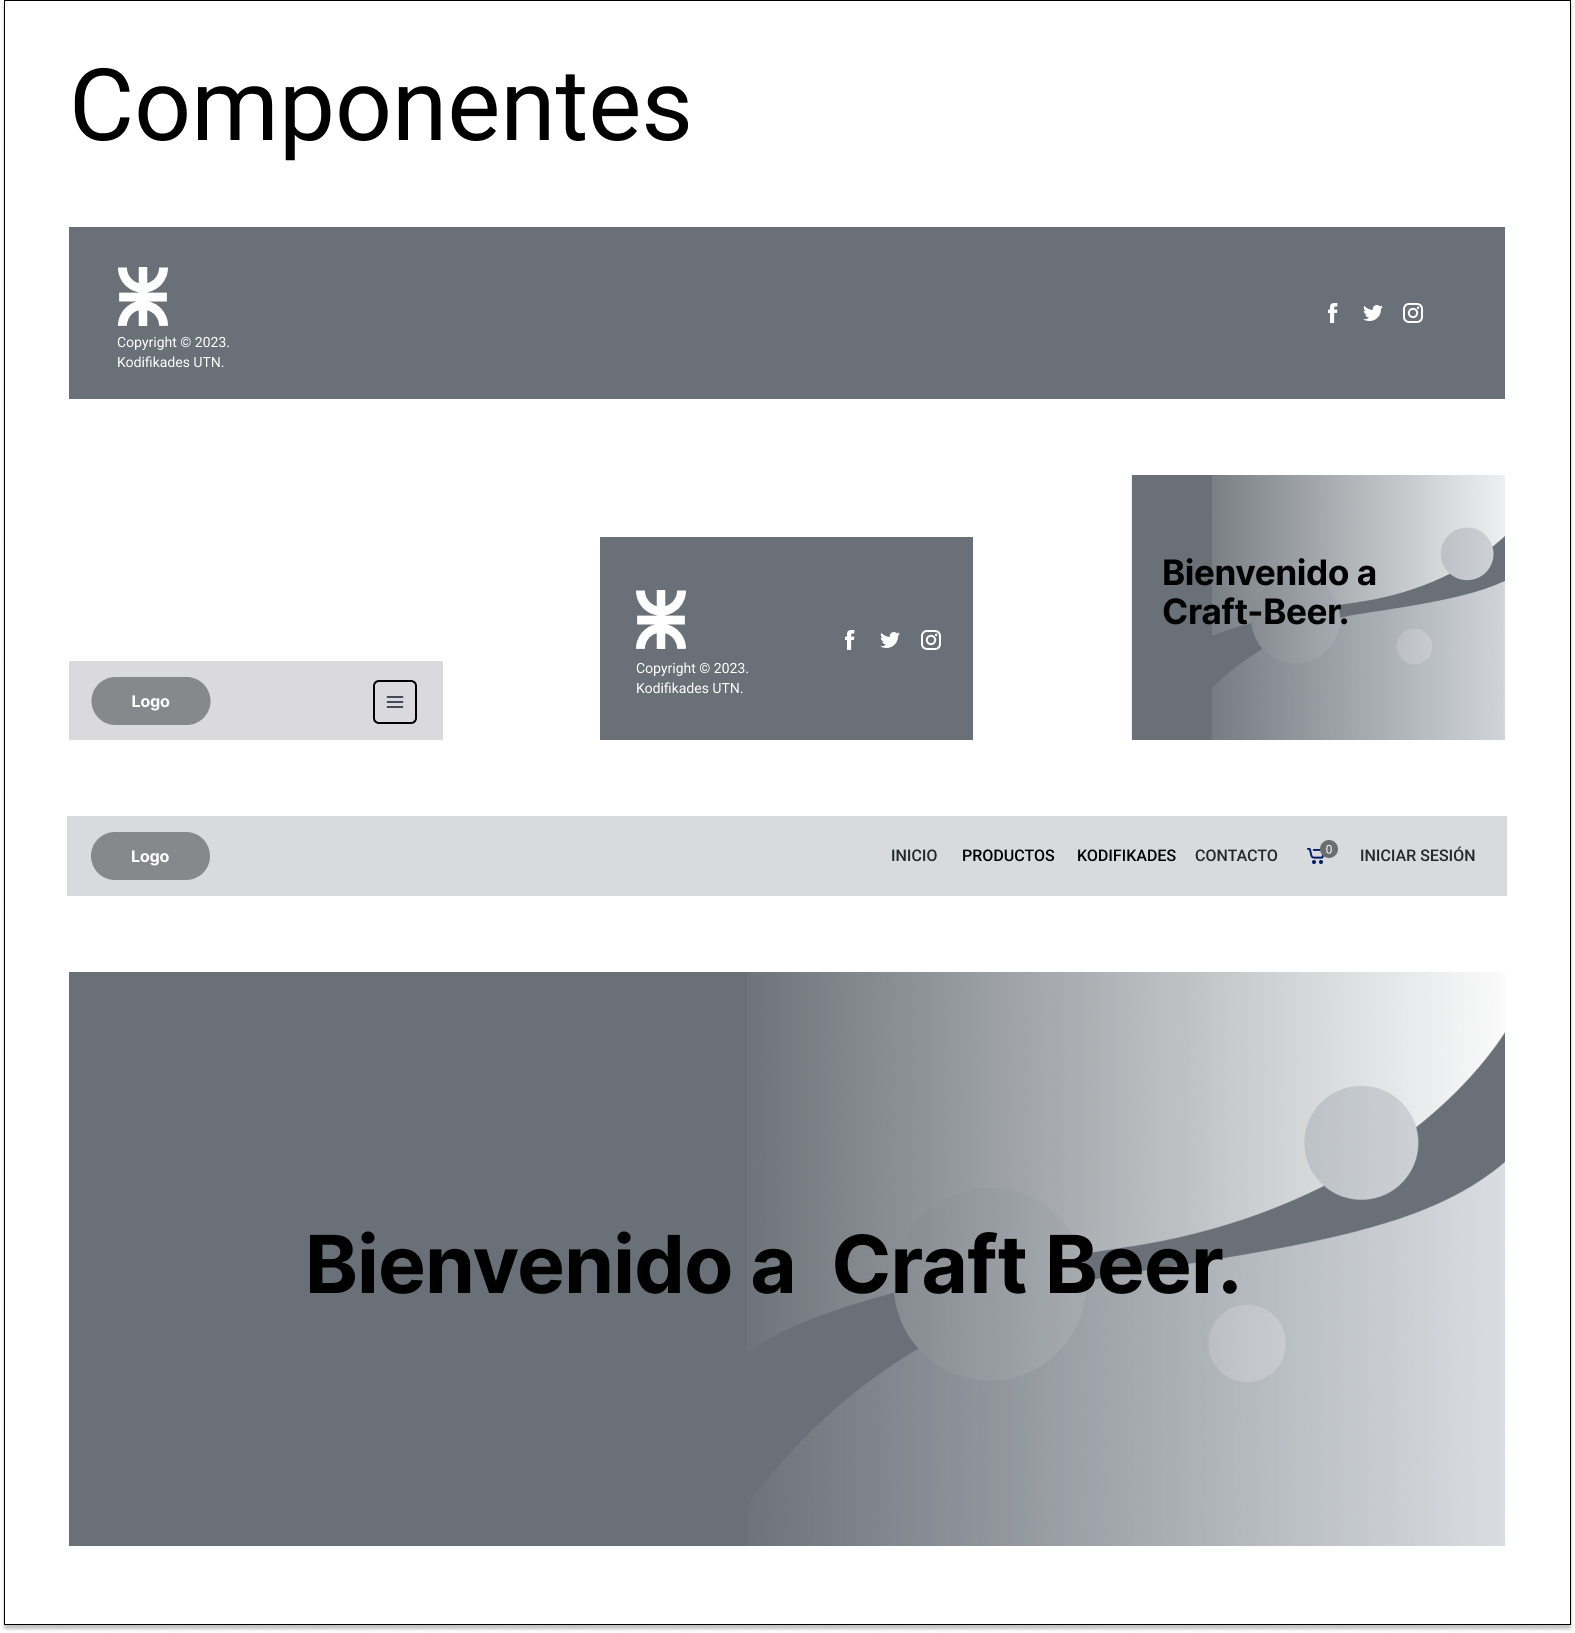 Componentes
Copyright © 2023.
Kodifikades UTN.
Bienvenido a
Craft-Beer.
Copyright © 2023.
Kodifikades UTN.
Logo
Logo
INICIO PRODUCTOS KODIFIKADES CONTACTO 0 INICIAR SESIÓN
Bienvenido a Craft Beer.